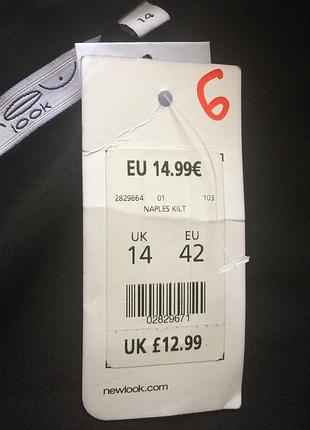 14
look
6
EU 14.99€
2829664 01 103
NAPLES KILT
UK EU
14 42
02829671
UK £12.99
newlook.com